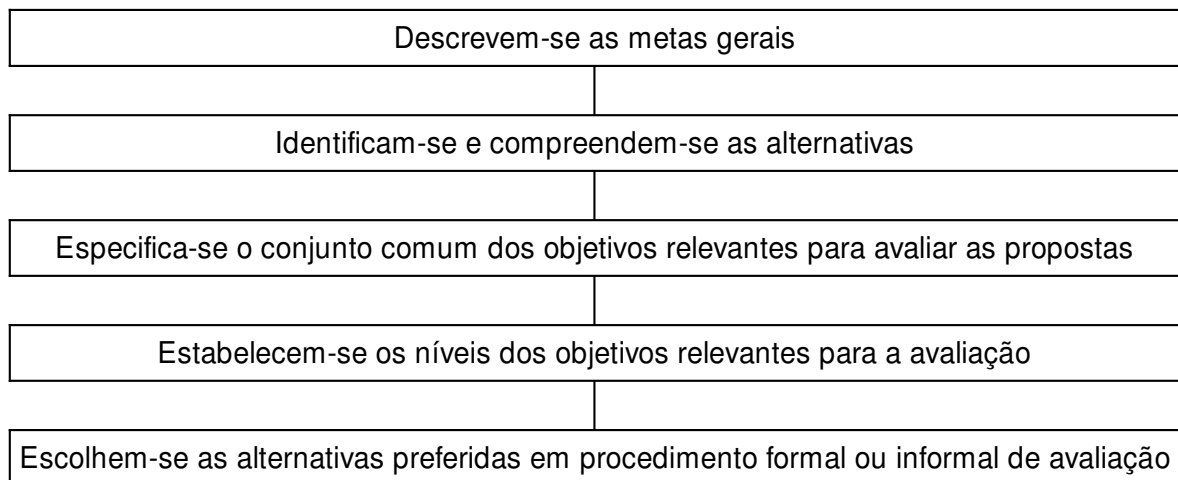 Descrevem-se as metas gerais
Identificam-se e compreendem-se as alternativas
Especifica-se o conjunto comum dos objetivos relevantes para avaliar as propostas
Estabelecem-se os níveis dos objetivos relevantes para a avaliação
Escolhem-se as alternativas preferidas em procedimento formal ou informal de avaliação